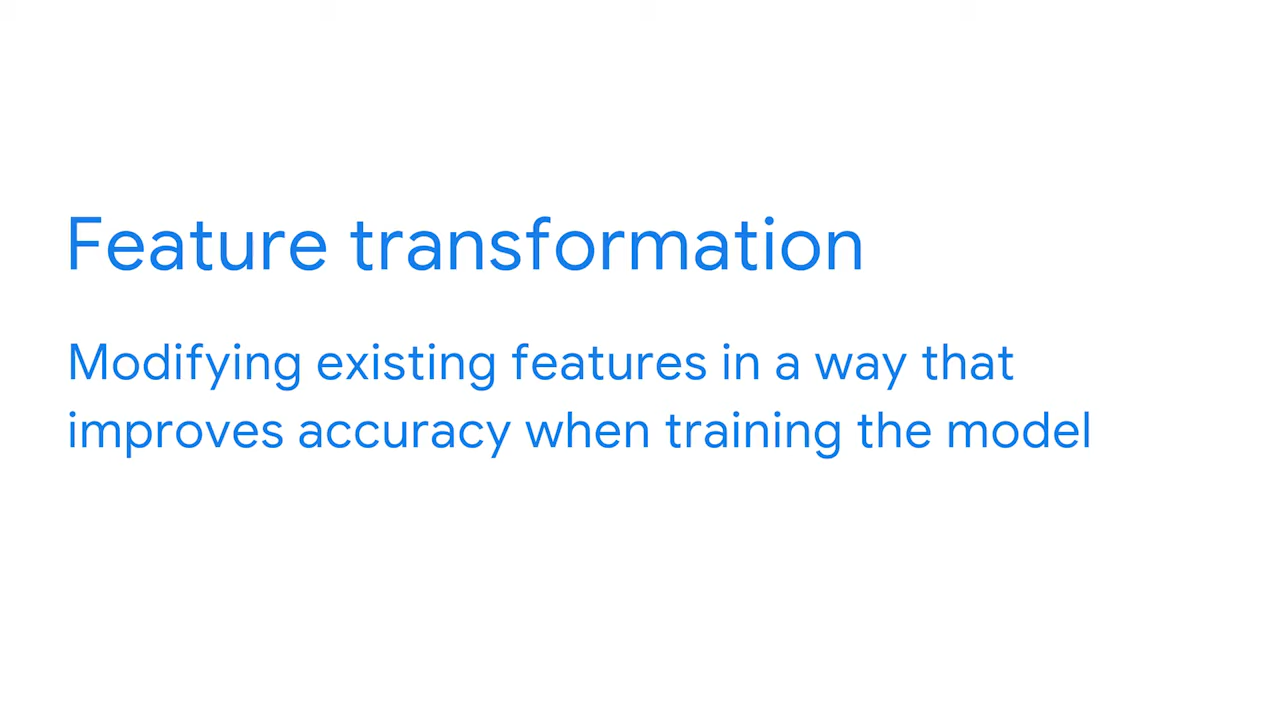 Feature transformation
Modifying existing features in a way that
improves accuracy when training the model